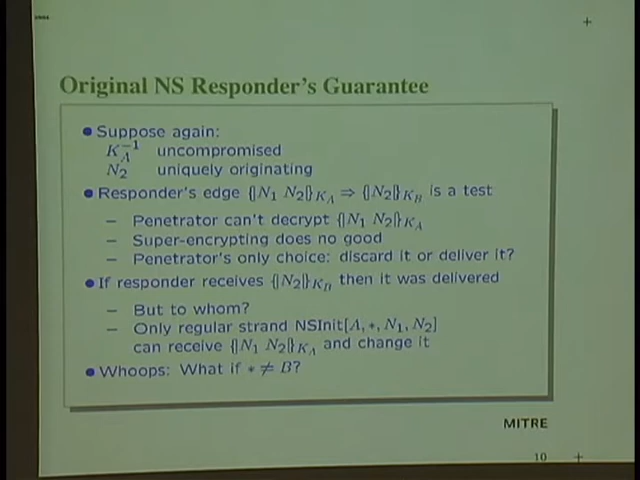 Original NS Responder's Guarantee
● Suppose again:
K_A^{-1} uncompromised
N_2 uniquely originating
● Responder's edge {|N_1 N_2|}_{K_A} ⇒ {|N_2|}_{K_B} is a test
– Penetrator can't decrypt {|N_1 N_2|}_{K_A}
– Super-encrypting does no good
– Penetrator's only choice: discard it or deliver it?
● If responder receives {|N_2|}_{K_B} then it was delivered
– But to whom?
– Only regular strand NSInit[A, *, N_1, N_2]
can receive {|N_1 N_2|}_{K_A} and change it
● Whoops: What if * ≠ B?
MITRE
10